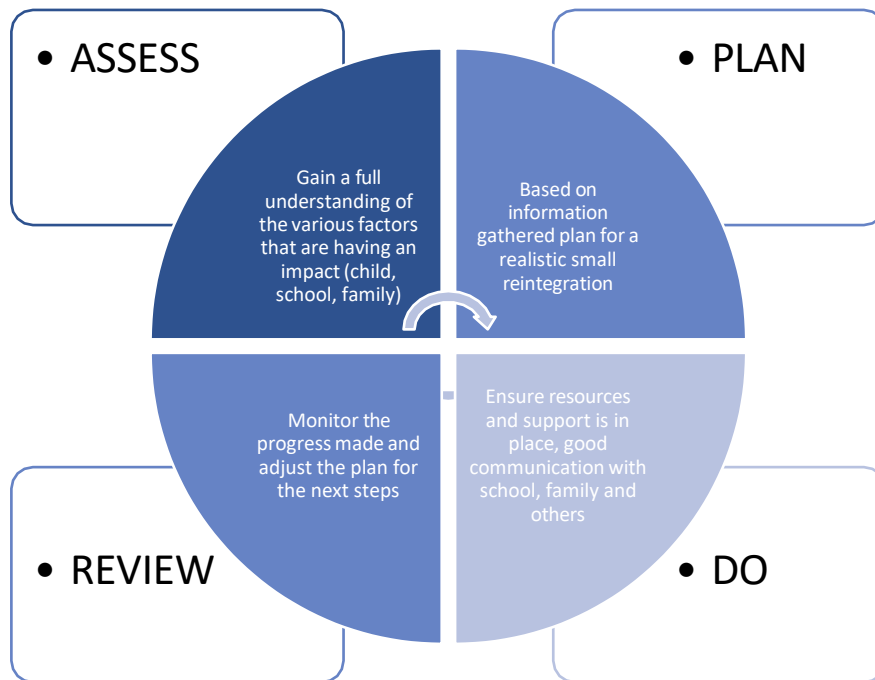 • ASSESS
Gain a full
understanding of
the various factors
that are having an
impact (child,
school, family)
• PLAN
Based on
information
gathered plan for a
realistic small
reintegration
Monitor the
progress made and
adjust the plan for
the next steps
• REVIEW
Ensure resources
and support is in
place, good
communication with
school, family and
others
• DO